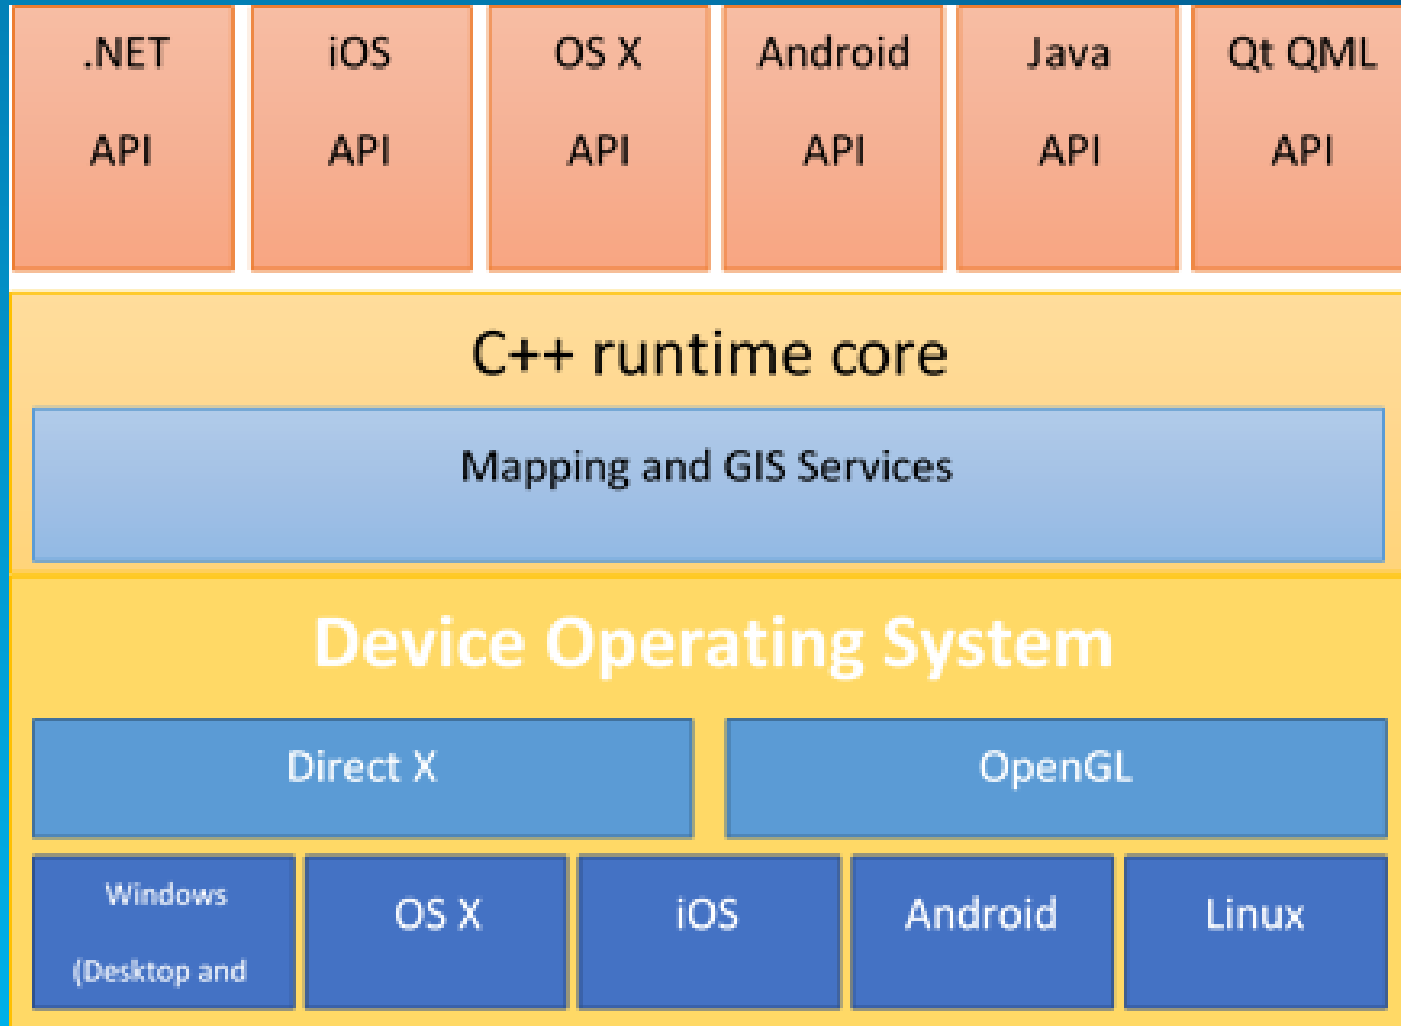 .NET
API
iOS
API
OS X
API
Android
API
Java
API
Qt QML
API
C++ runtime core
Mapping and GIS Services
Device Operating System
Direct X
OpenGL
Windows
(Desktop and
OS X
iOS
Android
Linux